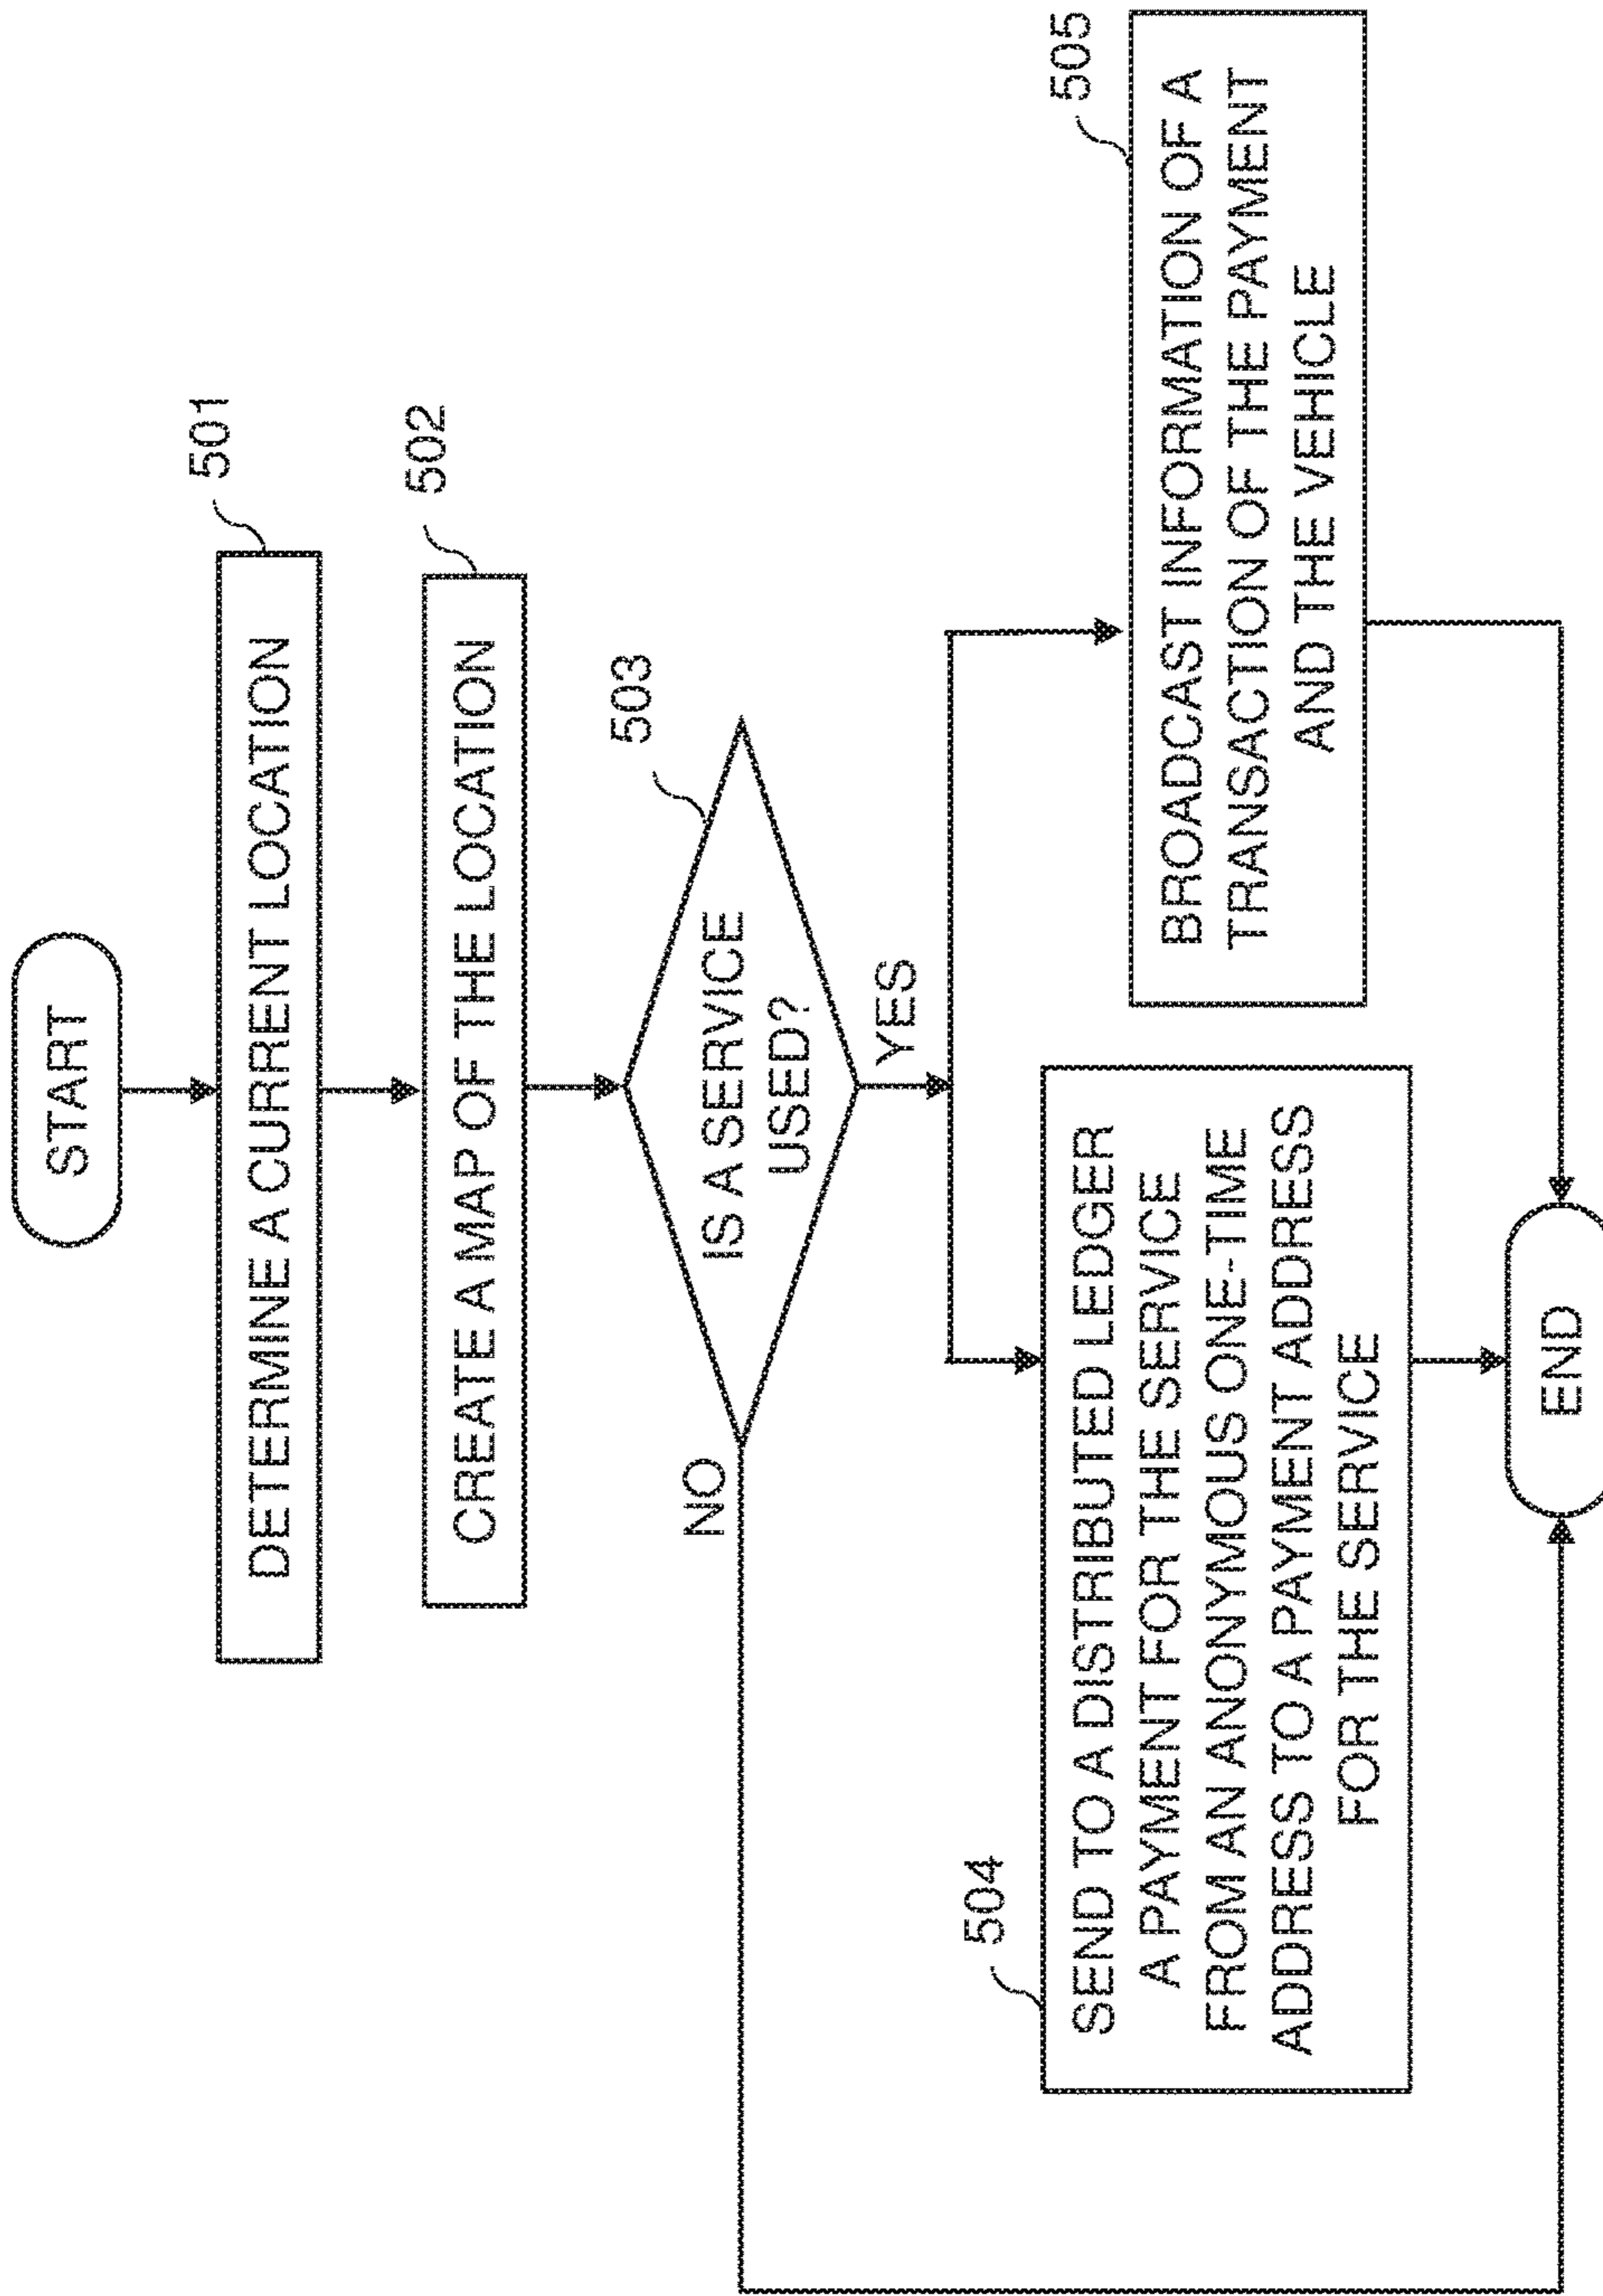 START
501
DETERMINE A CURRENT LOCATION
502
CREATE A MAP OF THE LOCATION
503
IS A SERVICE
USED?
NO
YES
504
SEND TO A DISTRIBUTED LEDGER
A PAYMENT FOR THE SERVICE
FROM AN ANONYMOUS ONE-TIME
ADDRESS TO A PAYMENT ADDRESS
FOR THE SERVICE
505
BROADCAST INFORMATION OF A
TRANSACTION OF THE PAYMENT
AND THE VEHICLE
END